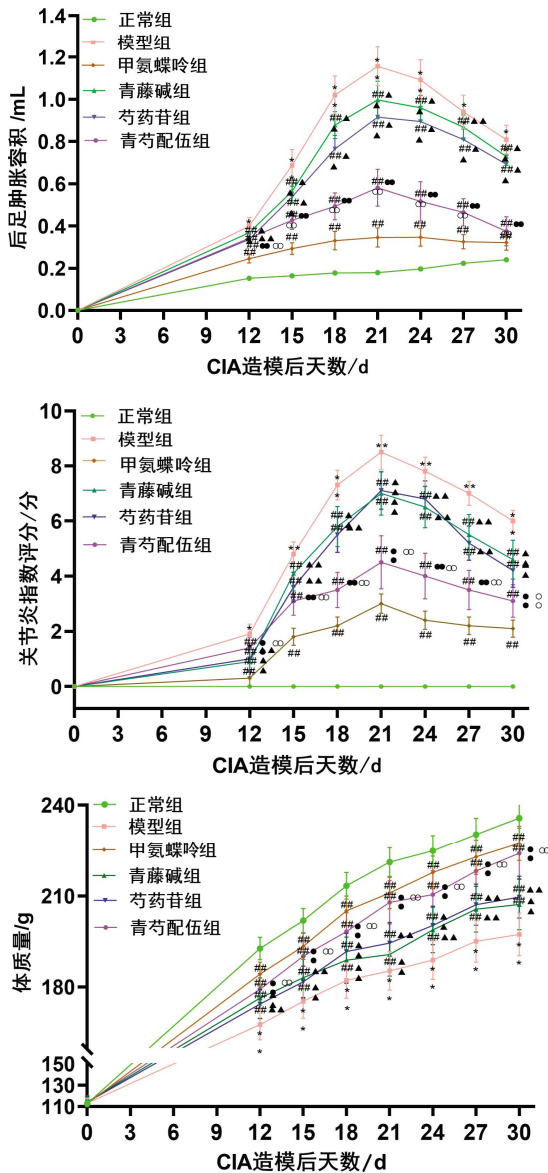 正常组
模型组
甲氨蝶呤组
青藤碱组
芍药苷组
青芍配伍组
后足肿胀容积 /mL
1.4
1.2
1.0
0.8
0.6
0.4
0.2
0.0
0 3 6 9 12 15 18 21 24 27 30
CIA造模后天数/d
正常组
模型组
甲氨蝶呤组
青藤碱组
芍药苷组
青芍配伍组
关节炎指数评分/分
10
8
6
4
2
0
0 3 6 9 12 15 18 21 24 27 30
CIA造模后天数/d
正常组
模型组
甲氨蝶呤组
青藤碱组
芍药苷组
青芍配伍组
体质量/g
240
210
180
150
130
110
0 3 6 9 12 15 18 21 24 27 30
CIA造模后天数/d